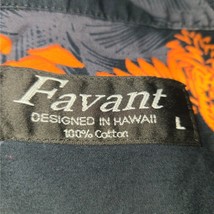 Favant
DESIGNED IN HAWAII
100% Cotton
L